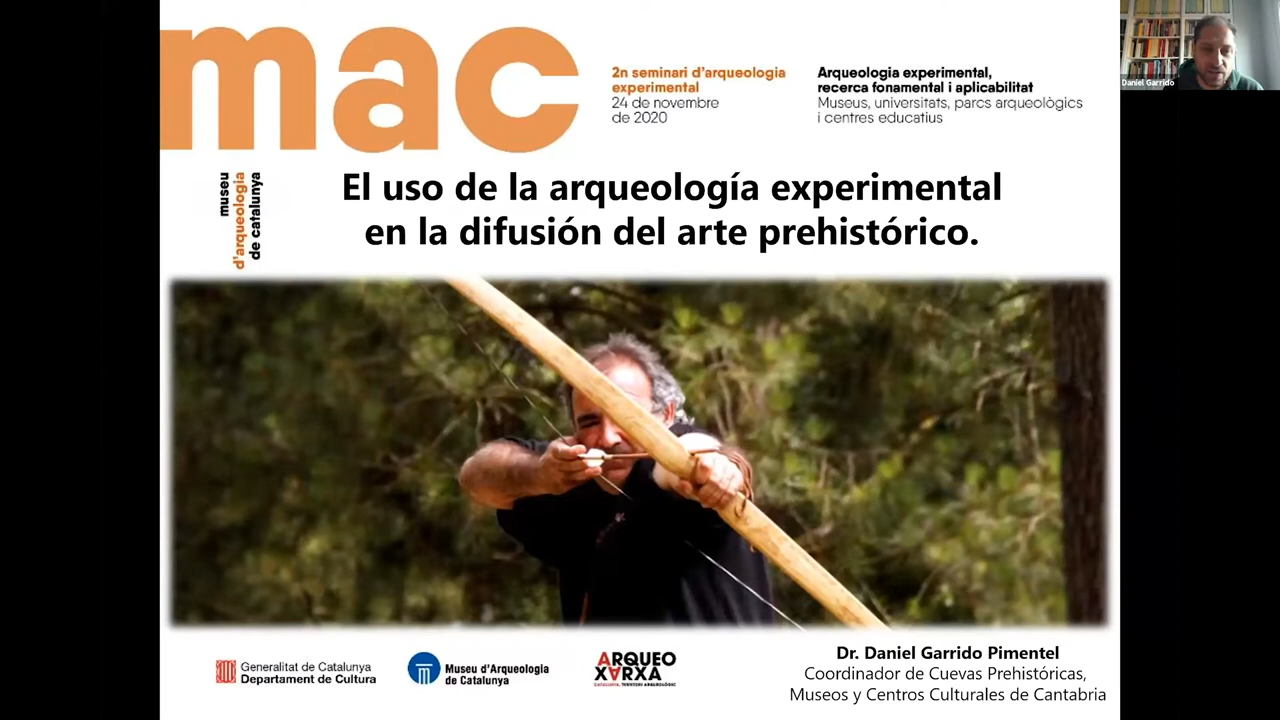 mac
2n seminari d'arqueologia
experimental
24 de novembre
de 2020
Arqueologia experimental,
recerca fonamental i aplicabilitat
Museus, universitats, parcs arqueològics
i centres educatius
Daniel Garrido
museu
d'arqueologia
de catalunya
El uso de la arqueología experimental
en la difusión del arte prehistórico.
Generalitat de Catalunya
Departament de Cultura
Museu d'Arqueologia
de Catalunya
ARQUEO
XARXA
CATALUNYA, TERRITORI ARQUEOLÒGIC
Dr. Daniel Garrido Pimentel
Coordinador de Cuevas Prehistóricas,
Museos y Centros Culturales de Cantabria